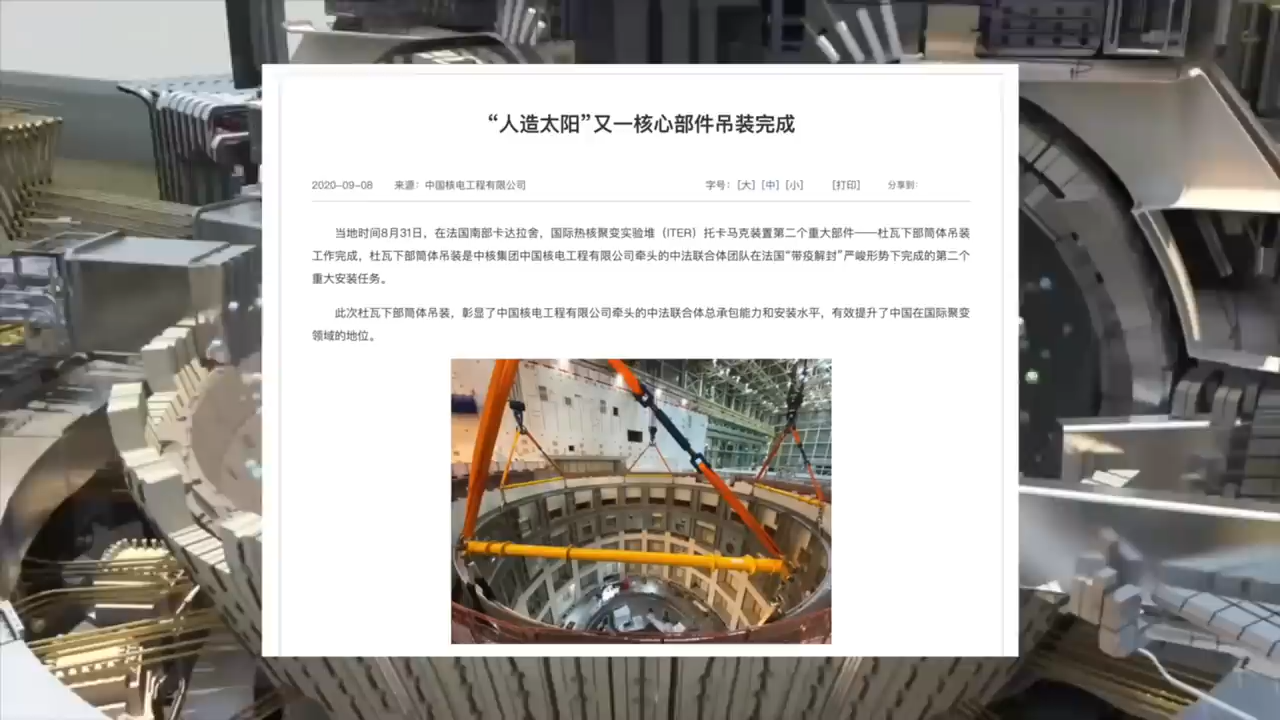 “人造太阳”又一核心部件吊装完成
2020-09-08 来源：中国核电工程有限公司 字号：[大] [中] [小] [打印] 分享到：
当地时间8月31日，在法国南部卡达拉舍，国际热核聚变实验堆（ITER）托卡马克装置第二个重大部件——杜瓦下部筒体吊装
工作完成，杜瓦下部筒体吊装是中核集团中国核电工程有限公司牵头的中法联合体团队在法国“带疫解封”严峻形势下完成的第二个
重大安装任务。
此次杜瓦下部筒体吊装，彰显了中国核电工程有限公司牵头的中法联合体总承包能力和安装水平，有效提升了中国在国际聚变
领域的地位。